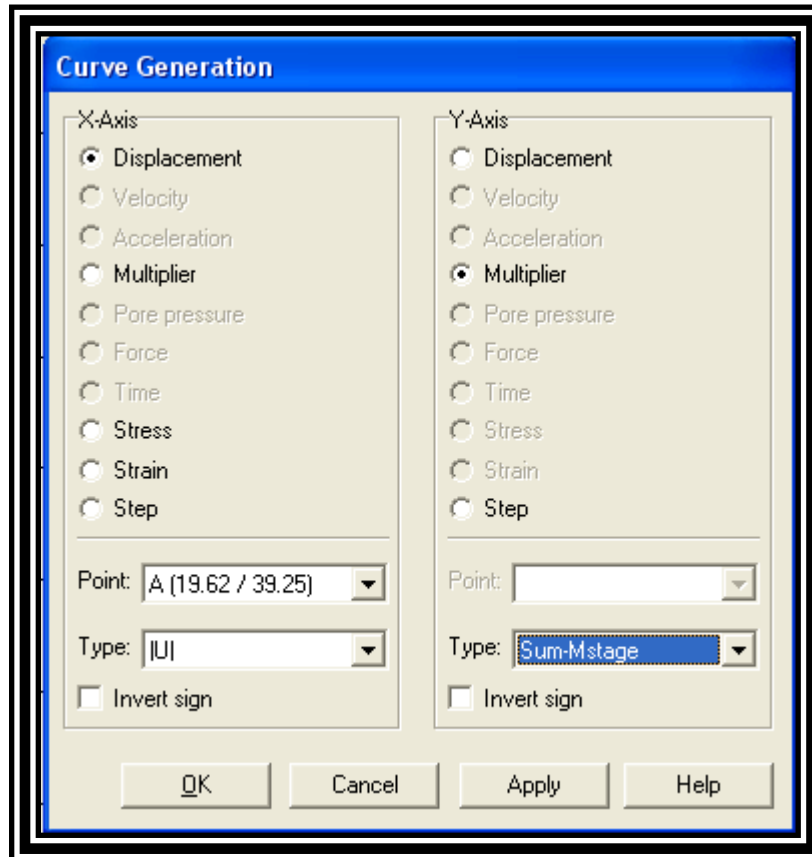 Curve Generation
X-Axis
Displacement
Velocity
Acceleration
Multiplier
Pore pressure
Force
Time
Stress
Strain
Step
Point: A (19.62 / 39.25)
Type: |U|
Invert sign
Y-Axis
Displacement
Velocity
Acceleration
Multiplier
Pore pressure
Force
Time
Stress
Strain
Step
Point:
Type: Sum-Mstage
Invert sign
OK Cancel Apply Help